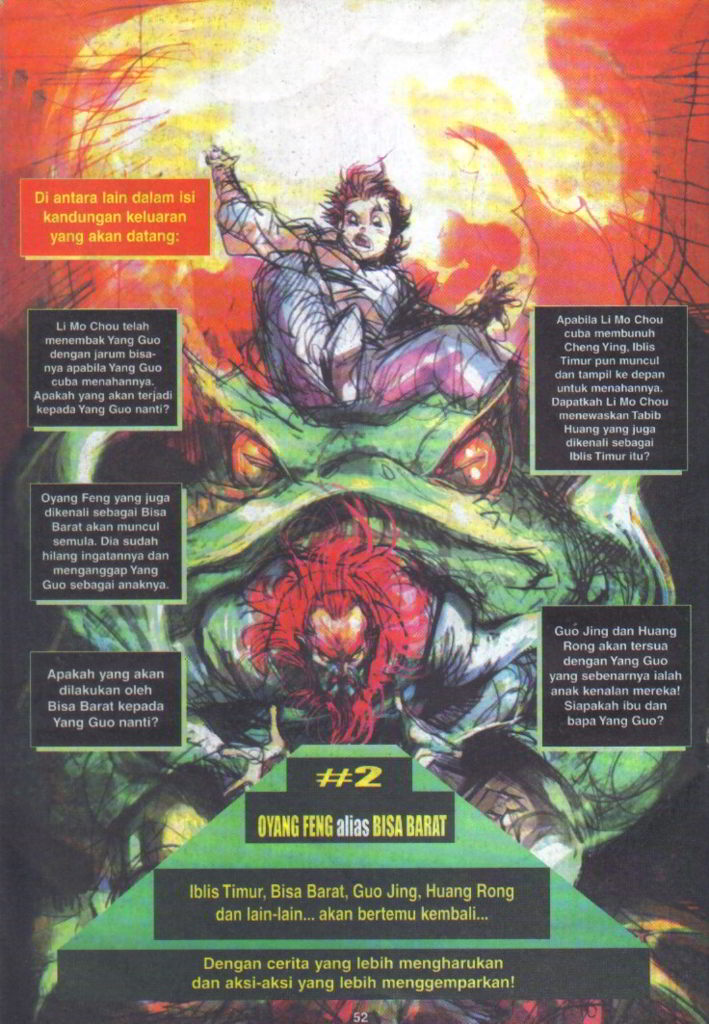 Di antara lain dalam isi
kandungan keluaran
yang akan datang:
Li Mo Chou telah
menembak Yang Guo
dengan jarum bisa-
nya apabila Yang Guo
cuba menahannya.
Apakah yang akan terjadi
kepada Yang Guo nanti?
Apabila Li Mo Chou
cuba membunuh
Cheng Ying, Iblis
Timur pun muncul
dan tampil ke depan
untuk menahannya.
Dapatkah Li Mo Chou
menewaskan Tabib
Huang yang juga
dikenali sebagai
Iblis Timur itu?
Oyang Feng yang juga
dikenali sebagai Bisa
Barat akan muncul
semula. Dia sudah
hilang ingatannya dan
menganggap Yang
Guo sebagai anaknya.
Guo Jing dan Huang
Rong akan tersua
dengan Yang Guo
yang sebenarnya ialah
anak kenalan mereka!
Siapakah ibu dan
bapa Yang Guo?
Apakah yang akan
dilakukan oleh
Bisa Barat kepada
Yang Guo nanti?
#2
OYANG FENG alias BISA BARAT
Iblis Timur, Bisa Barat, Guo Jing, Huang Rong
dan lain-lain... akan bertemu kembali...
Dengan cerita yang lebih mengharukan
dan aksi-aksi yang lebih menggemparkan!
52